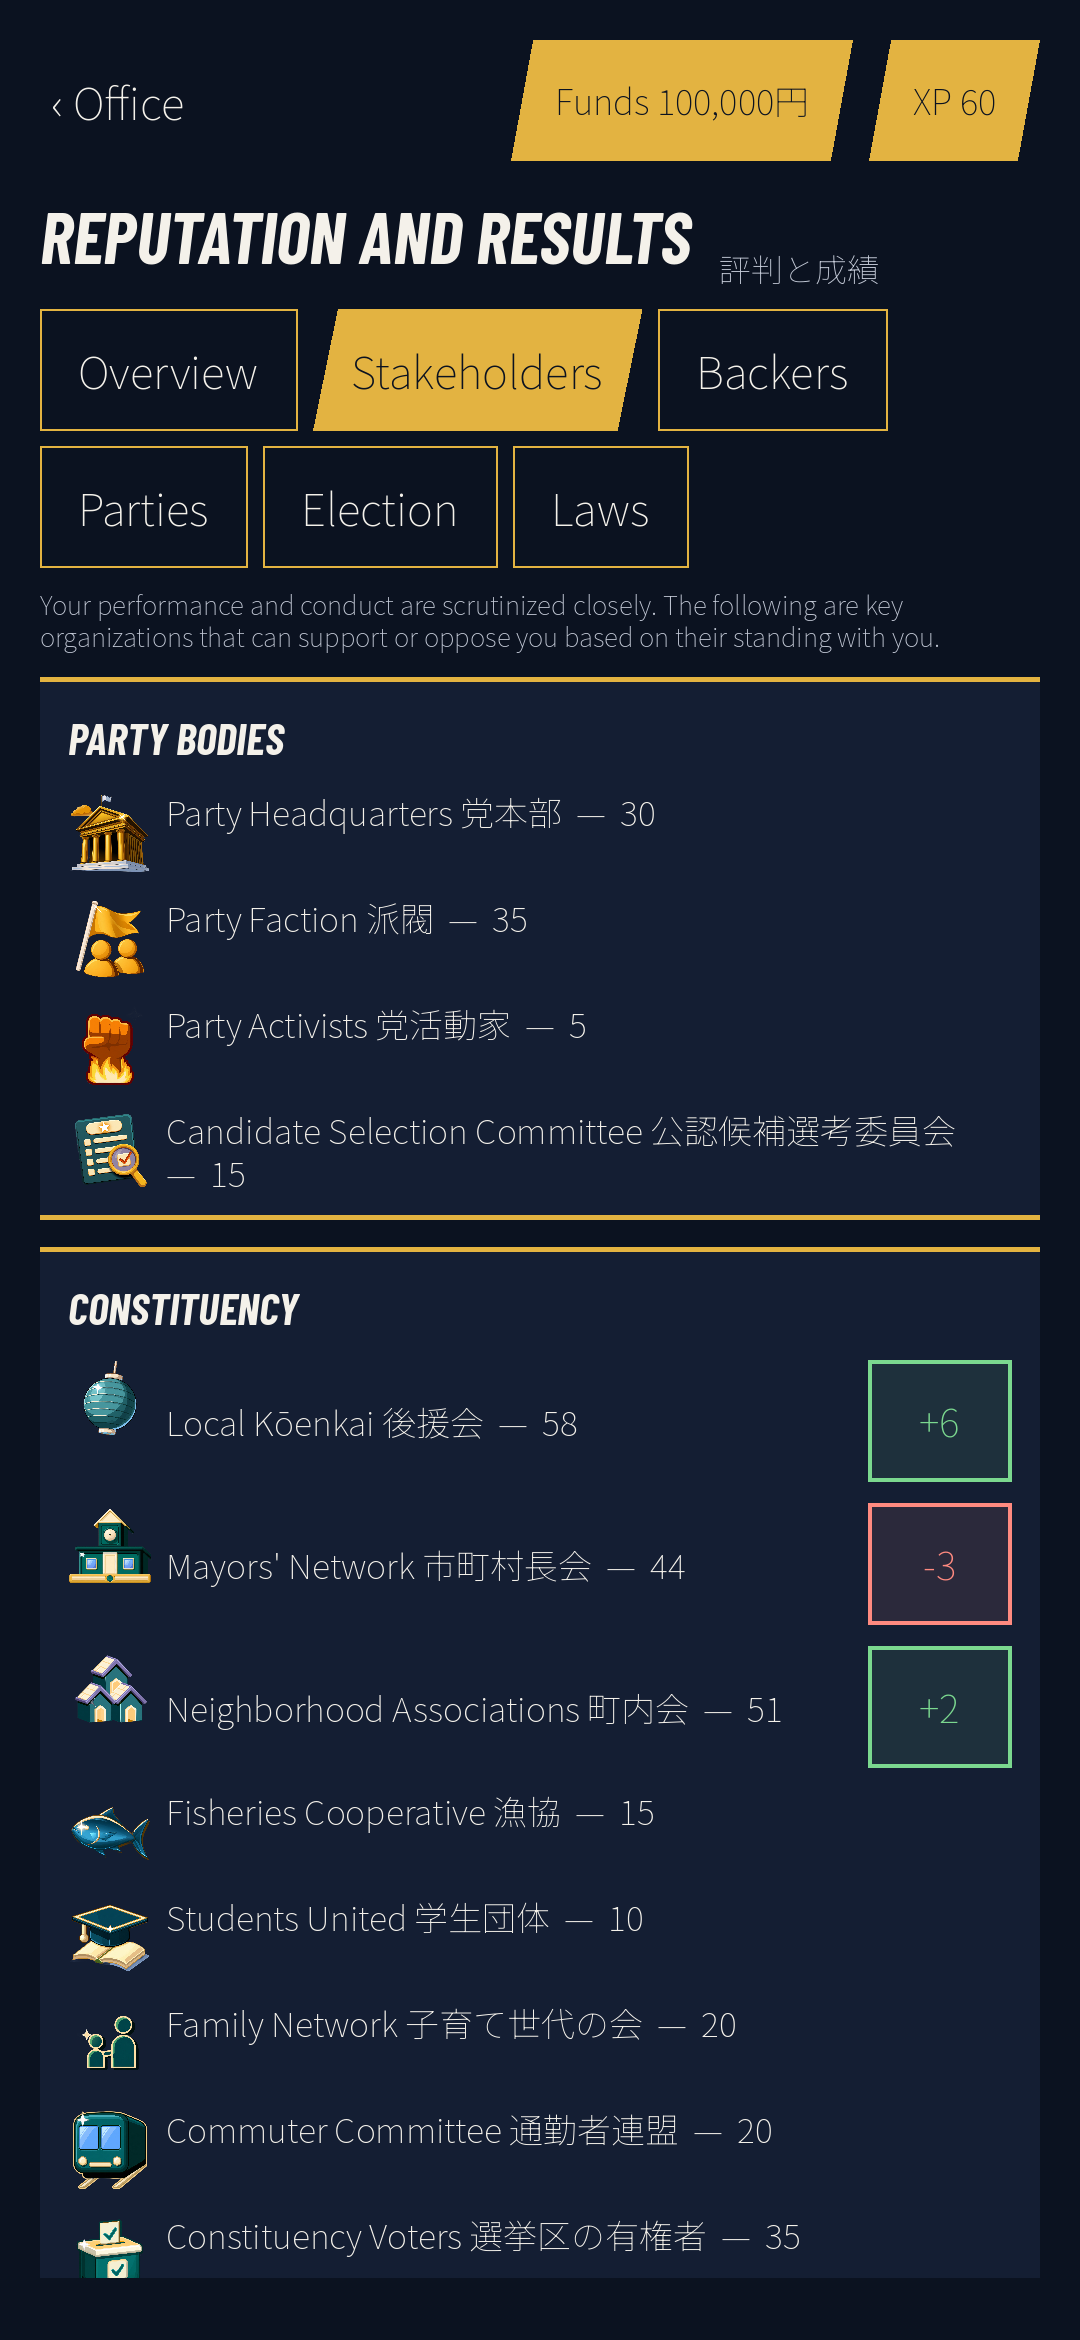 ‹ Office
Funds 100,000円
XP 60
REPUTATION AND RESULTS 評判と成績
Overview
Stakeholders
Backers
Parties
Election
Laws
Your performance and conduct are scrutinized closely. The following are key
organizations that can support or oppose you based on their standing with you.
PARTY BODIES
Party Headquarters 党本部 — 30
Party Faction 派閥 — 35
Party Activists 党活動家 — 5
Candidate Selection Committee 公認候補選考委員会
— 15
CONSTITUENCY
Local Kōenkai 後援会 — 58
+6
Mayors' Network 市町村長会 — 44
-3
Neighborhood Associations 町内会 — 51
+2
Fisheries Cooperative 漁協 — 15
Students United 学生団体 — 10
Family Network 子育て世代の会 — 20
Commuter Committee 通勤者連盟 — 20
Constituency Voters 選挙区の有権者 — 35